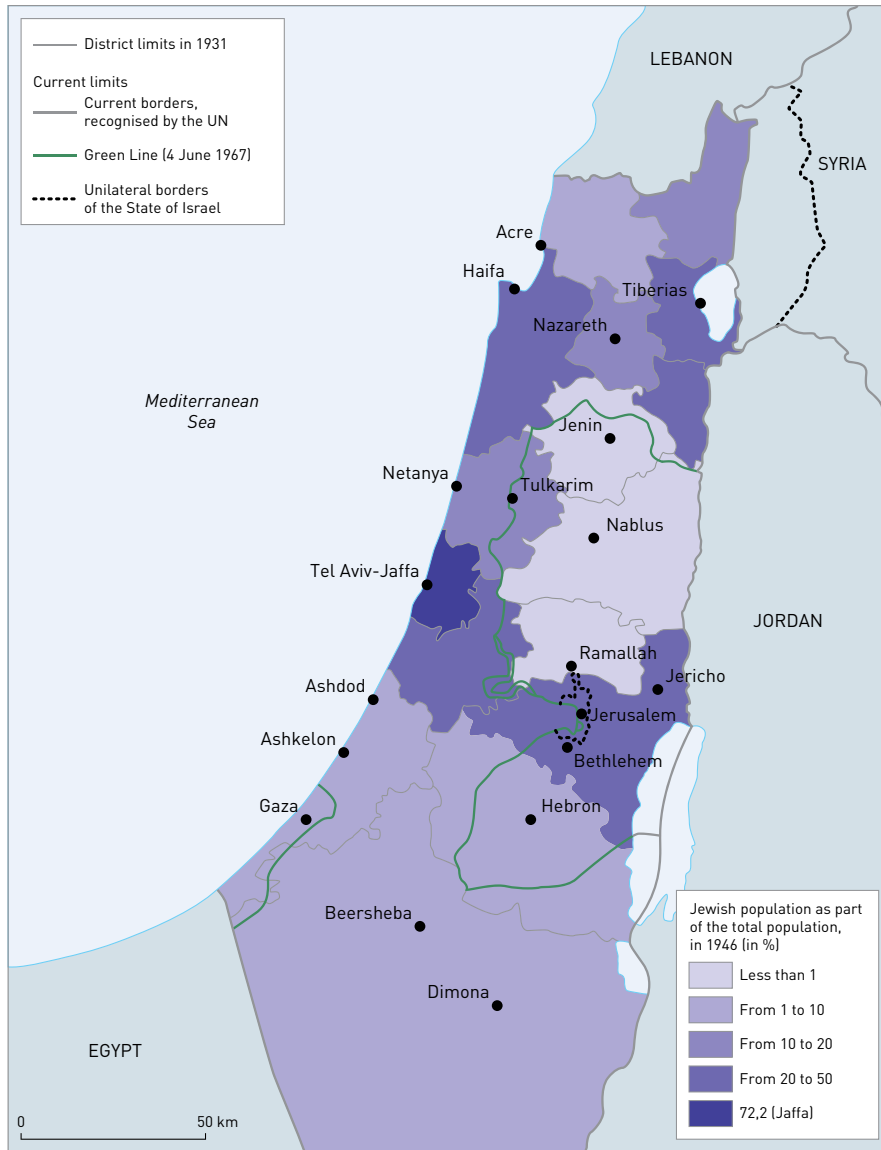 District limits in 1931
Current limits
Current borders,
recognised by the UN
Green Line (4 June 1967)
Unilateral borders
of the State of Israel
LEBANON
SYRIA
Acre
Haifa
Tiberias
Nazareth
Mediterranean
Sea
Jenin
Netanya
Tulkarim
Nablus
Tel Aviv-Jaffa
JORDAN
Ramallah
Jericho
Ashdod
Jerusalem
Ashkelon
Bethlehem
Gaza
Hebron
Beersheba
Dimona
EGYPT
0
50 km
Jewish population as part
of the total population,
in 1946 (in %)
Less than 1
From 1 to 10
From 10 to 20
From 20 to 50
72,2 (Jaffa)